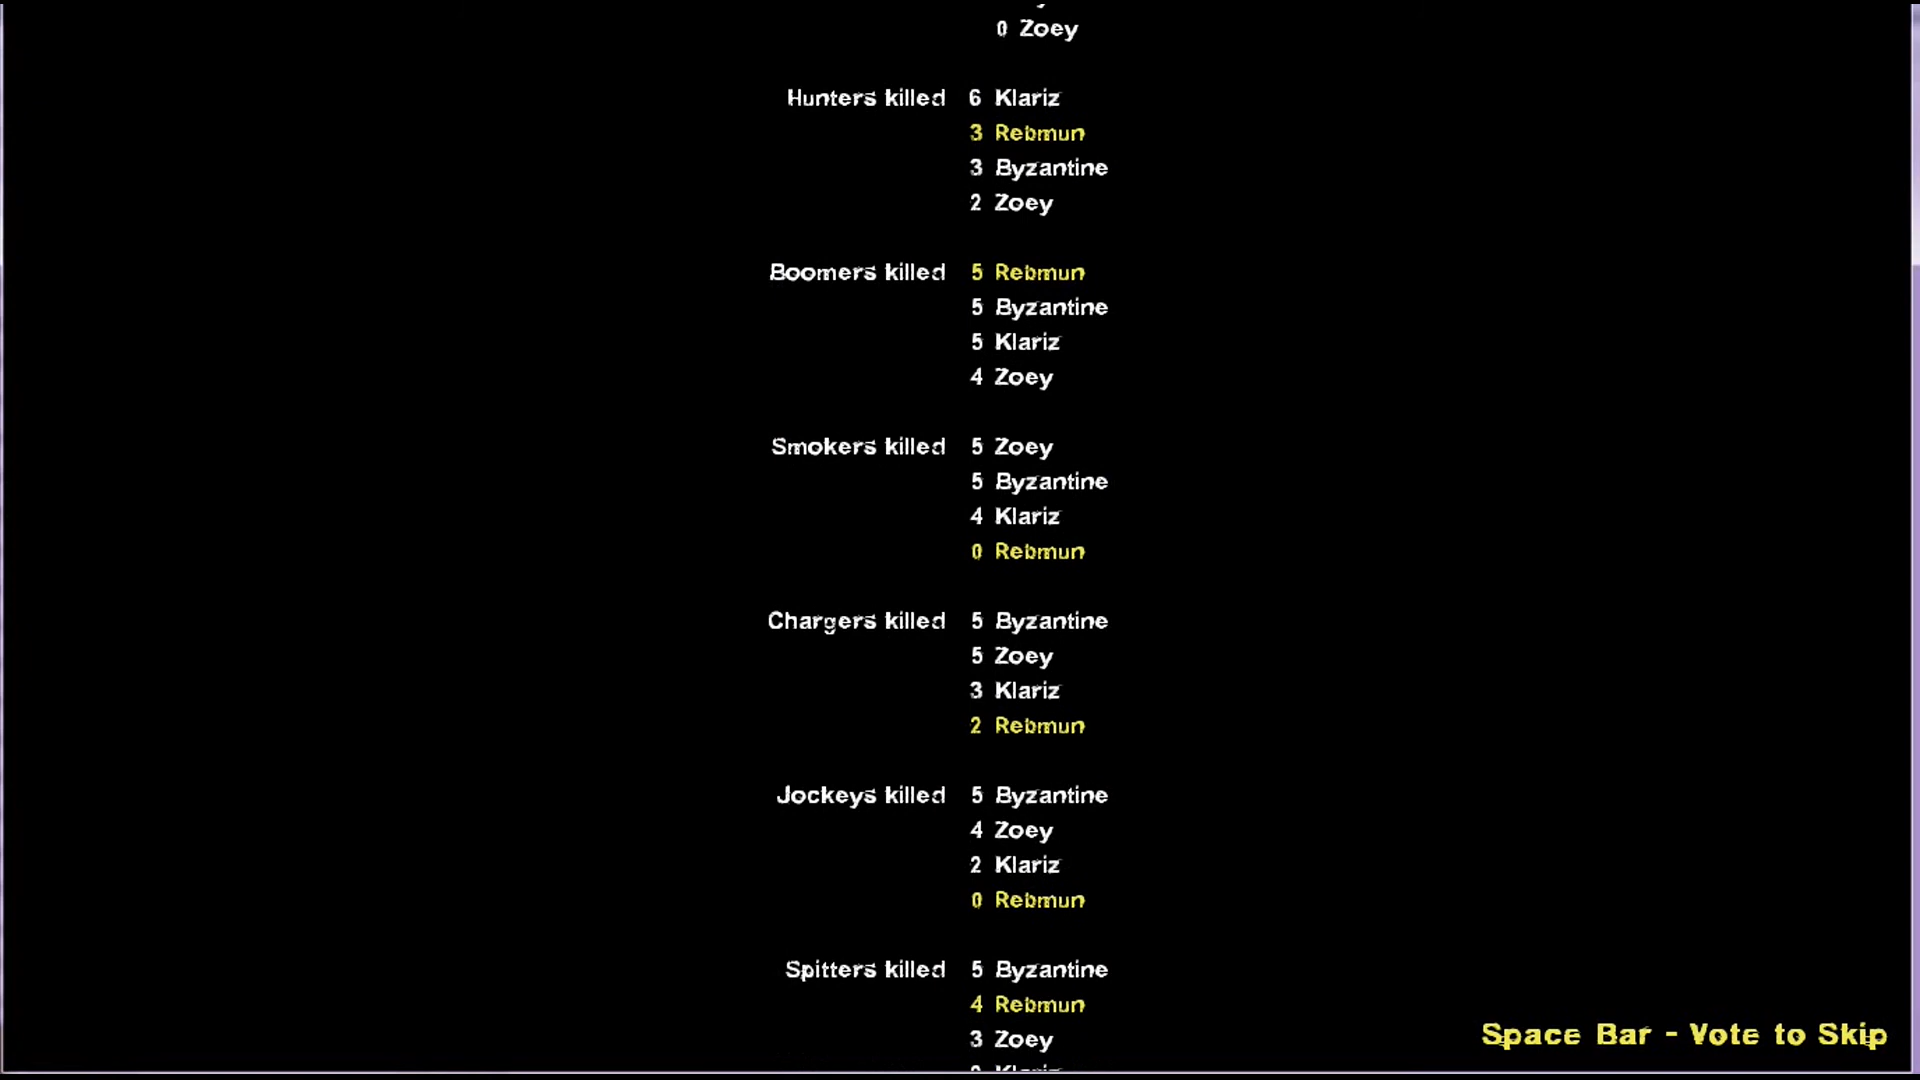 0 Zoey
Hunters killed 6 Klariz
3 Rebmun
3 Byzantine
2 Zoey
Boomers killed 5 Rebmun
5 Byzantine
5 Klariz
4 Zoey
Smokers killed 5 Zoey
5 Byzantine
4 Klariz
0 Rebmun
Chargers killed 5 Byzantine
5 Zoey
3 Klariz
2 Rebmun
Jockeys killed 5 Byzantine
4 Zoey
2 Klariz
0 Rebmun
Spitters killed 5 Byzantine
4 Rebmun
3 Zoey
Klariz
Space Bar - Vote to Skip